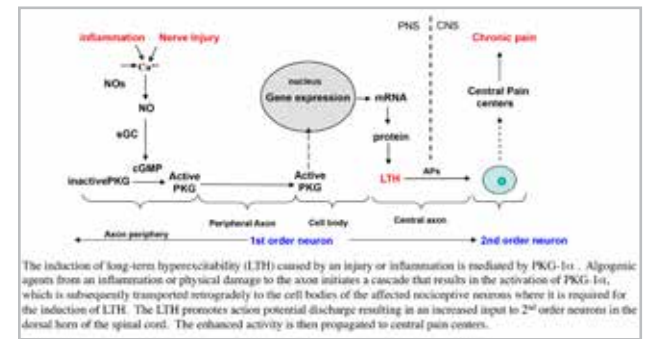 PNS CNS
inflammation Nerve Injury Chronic pain
Ca++
nucleus
NOs Gene expression mRNA Central Pain
NO centers
protein
sGC
cGMP
inactivePKG Active Active LTH APs
PKG PKG
Peripheral Axon Cell body Central axon
Axon periphery 1st order neuron 2nd order neuron
The induction of long-term hyperexcitability (LTH) caused by an injury or inflammation is mediated by PKG-1α . Algogenic
agents from an inflammation or physical damage to the axon initiates a cascade that results in the activation of PKG-1α,
which is subsequently transported retrogradely to the cell bodies of the affected nociceptive neurons where it is required for
the induction of LTH. The LTH promotes action potential discharge resulting in an increased input to 2nd order neurons in the
dorsal horn of the spinal cord. The enhanced activity is then propagated to central pain centers.